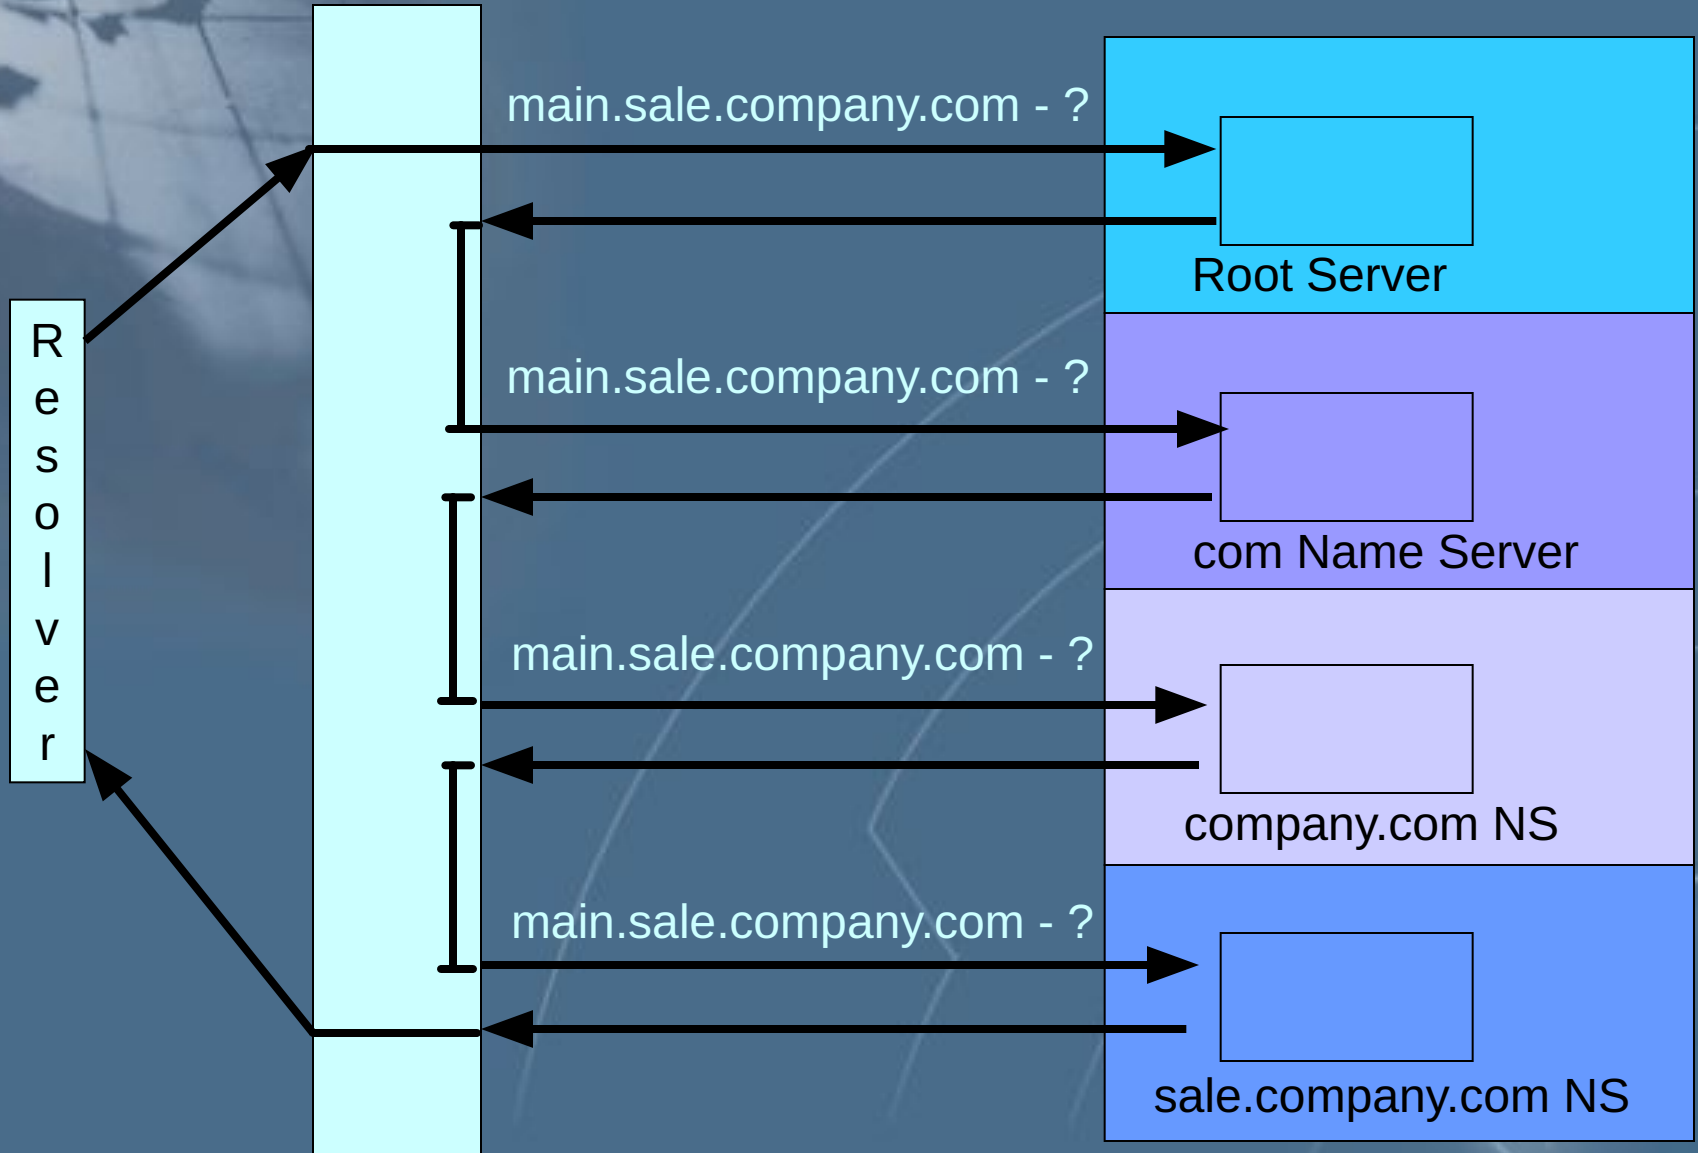 main.sale.company.com - ?
Root Server
R
e
s
o
l
v
e
r
main.sale.company.com - ?
com Name Server
main.sale.company.com - ?
company.com NS
main.sale.company.com - ?
sale.company.com NS